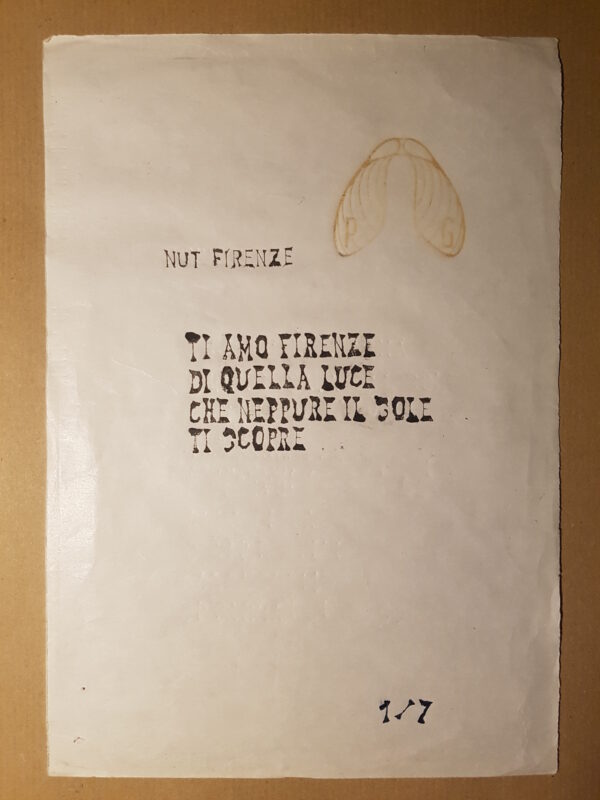 P G
NUT FIRENZE
TI AMO FIRENZE
DI QUELLA LUCE
CHE NEPPURE IL SOLE
TI SCOPRE
1/7